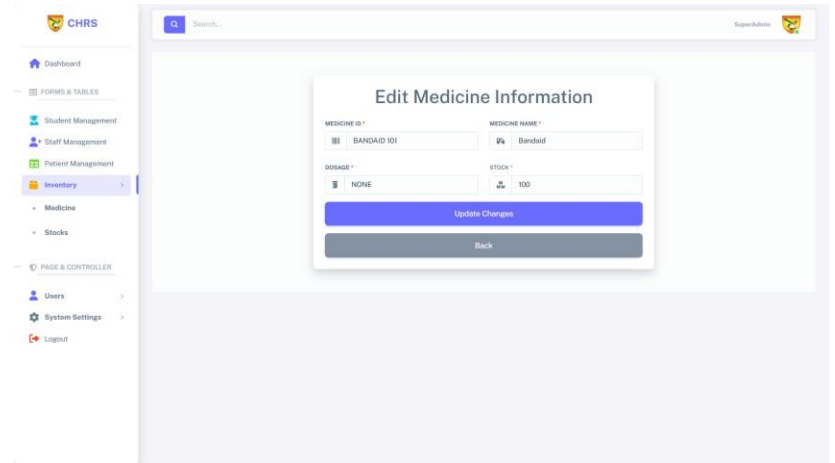 CHRS
Search...
SuperAdmin
Dashboard
FORMS & TABLES
Student Management
Staff Management
Patient Management
Inventory
Medicine
Stocks
PAGE & CONTROLLER
Users
System Settings
Logout
Edit Medicine Information
MEDICINE ID * MEDICINE NAME *
BANDAID 101 Bandaid
DOSAGE * STOCK *
NONE 100
Update Changes
Back